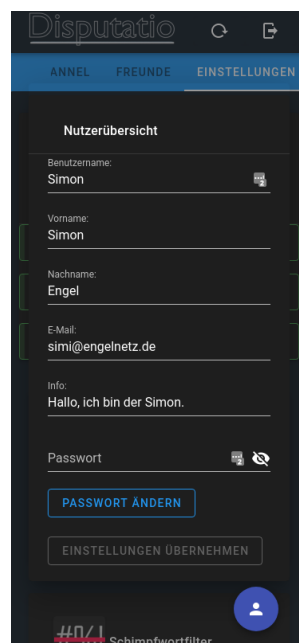 Disputatio
ANNEL FREUNDE EINSTELLUNGEN
Nutzerübersicht
Benutzername:
Simon
Vorname:
Simon
Nachname:
Engel
E-Mail:
simi@engelnetz.de
Info:
Hallo, ich bin der Simon.
Passwort
PASSWORT ÄNDERN
EINSTELLUNGEN ÜBERNEHMEN
Schimpfwortfilter